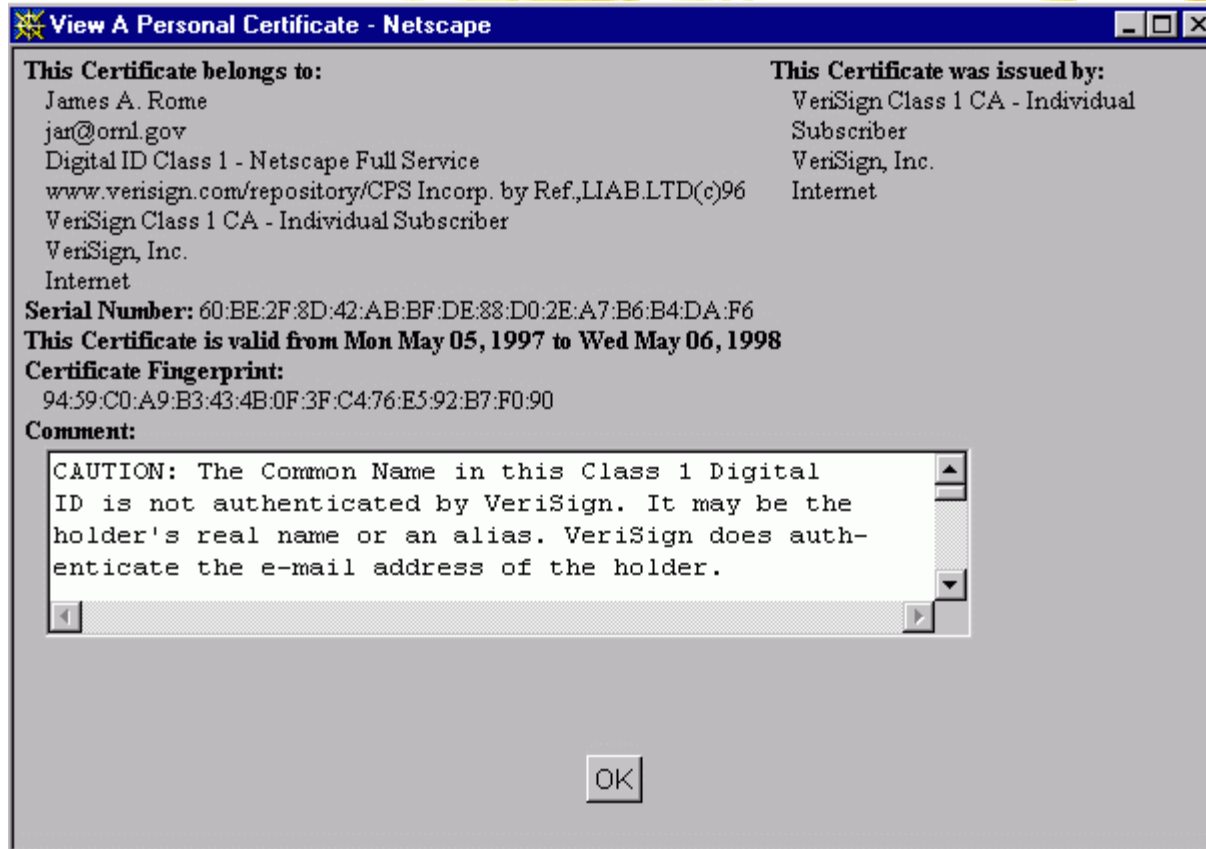 View A Personal Certificate - Netscape
This Certificate belongs to:
James A. Rome
jar@ornl.gov
Digital ID Class 1 - Netscape Full Service
www.verisign.com/repository/CPS Incorp. by Ref.,LIAB.LTD(c)96
VeriSign Class 1 CA - Individual Subscriber
VeriSign, Inc.
Internet
This Certificate was issued by:
VeriSign Class 1 CA - Individual
Subscriber
VeriSign, Inc.
Internet
Serial Number: 60:BE:2F:8D:42:AB:BF:DE:88:D0:2E:A7:B6:B4:DA:F6
This Certificate is valid from Mon May 05, 1997 to Wed May 06, 1998
Certificate Fingerprint:
94:59:C0:A9:B3:43:4B:0F:3F:C4:76:E5:92:B7:F0:90
Comment:
CAUTION: The Common Name in this Class 1 Digital
ID is not authenticated by VeriSign. It may be the
holder's real name or an alias. VeriSign does auth-
enticate the e-mail address of the holder.
OK